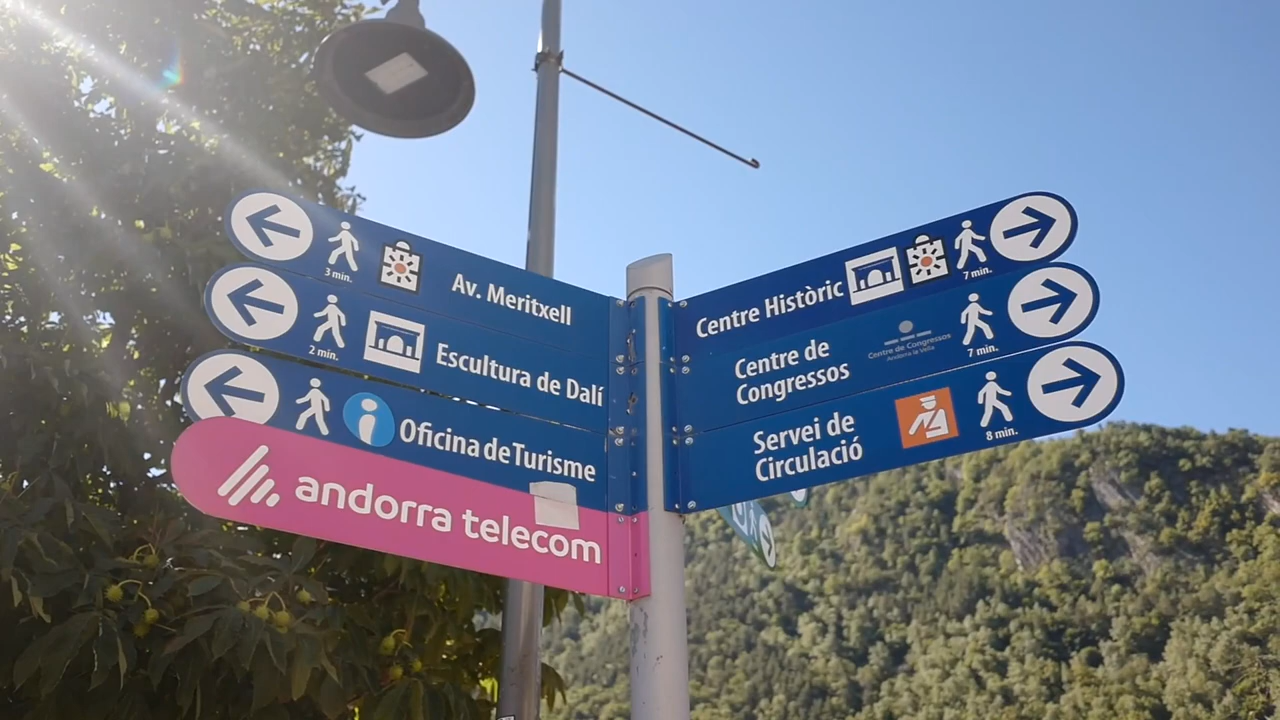 3 min.
Av. Meritxell
2 min.
Escultura de Dalí
i
Oficina de Turisme
andorra telecom
Centre Històric
7 min.
Centre de
Congressos
Centre de Congressos
Andorra la Vella
7 min.
Servei de
Circulació
8 min.